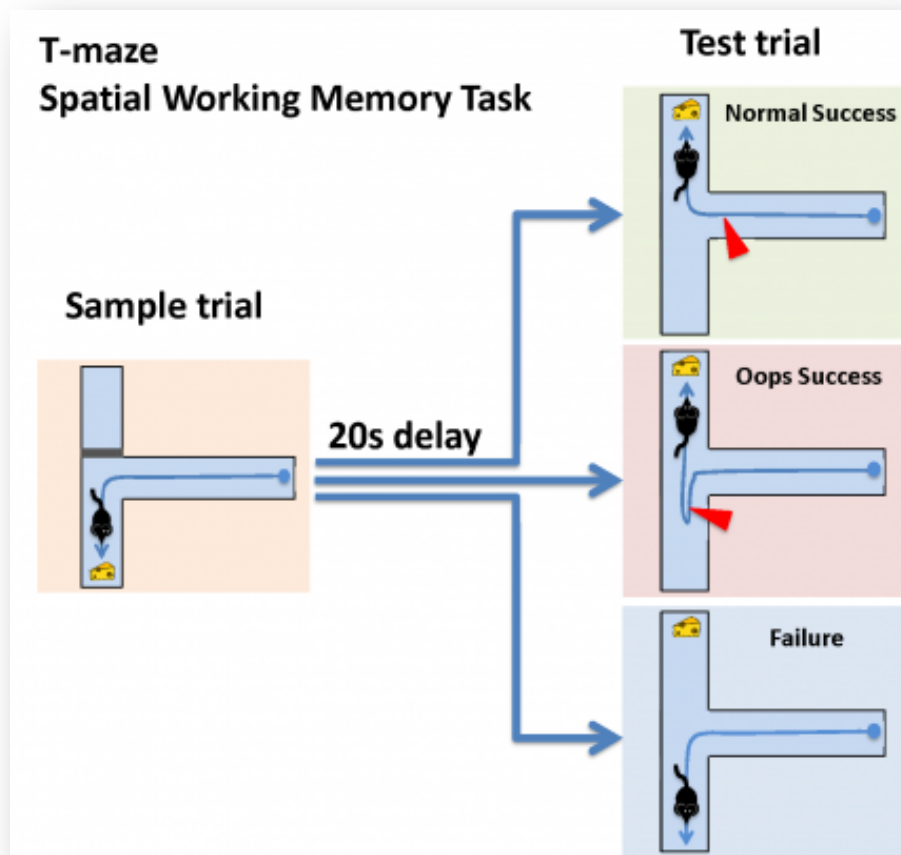 T-maze
Spatial Working Memory Task
Test trial
Normal Success
Sample trial
20s delay
Oops Success
Failure